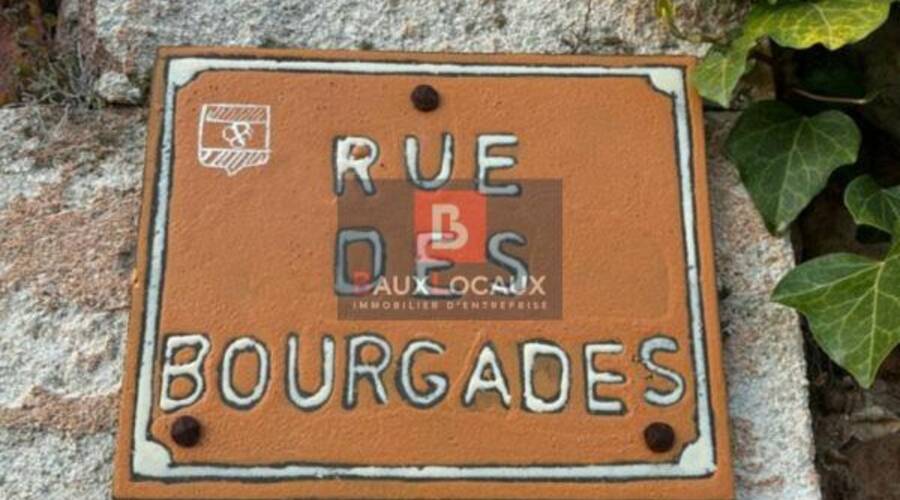 RUE
DES
BOURGADES
B
BAUX LOCAUX
IMMOBILIER D'ENTREPRISE